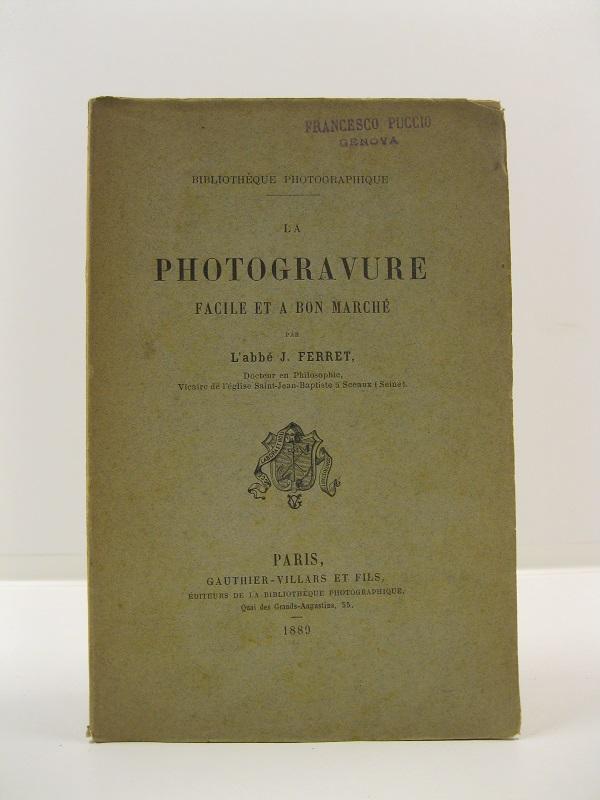 FRANCESCO PUCCIO
GENOVA
BIBLIOTHÈQUE PHOTOGRAPHIQUE
LA
PHOTOGRAVURE
FACILE ET A BON MARCHÉ
PAR
L'abbé J. FERRET,
Docteur en Philosophie,
Vicaire de l'église Saint-Jean-Baptiste à Sceaux (Seine).
PARIS,
GAUTHIER-VILLARS ET FILS,
ÉDITEURS DE LA BIBLIOTHÈQUE PHOTOGRAPHIQUE,
Quai des Grands-Augustins, 55.
1889